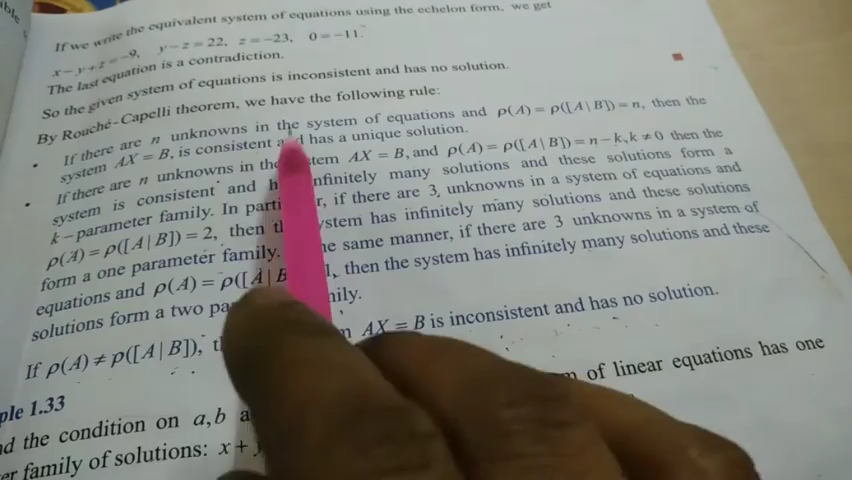 ible
If we write the equivalent system of equations using the echelon form, we get
x − y + z = −9, y − z = 22, z = −23, 0 = −11.
The last equation is a contradiction.
So the given system of equations is inconsistent and has no solution.
By Rouché-Capelli theorem, we have the following rule:
• If there are n unknowns in the system of equations and ρ(A) = ρ([A | B]) = n, then the
system AX = B, is consistent and has a unique solution.
• If there are n unknowns in the system AX = B, and ρ(A) = ρ([A | B]) = n − k, k ≠ 0 then the
system is consistent and h infinitely many solutions and these solutions form a
k − parameter family. In parti r, if there are 3, unknowns in a system of equations and
ρ(A) = ρ([A | B]) = 2, then t ystem has infinitely many solutions and these solutions
form a one parameter family. he same manner, if there are 3 unknowns in a system of
equations and ρ(A) = ρ([A | B 1, then the system has infinitely many solutions and these
solutions form a two pa ily.
If ρ(A) ≠ ρ([A | B]), t m AX = B is inconsistent and has no solution.
ple 1.33
nd the condition on a, b a m of linear equations has one
er family of solutions: x + y